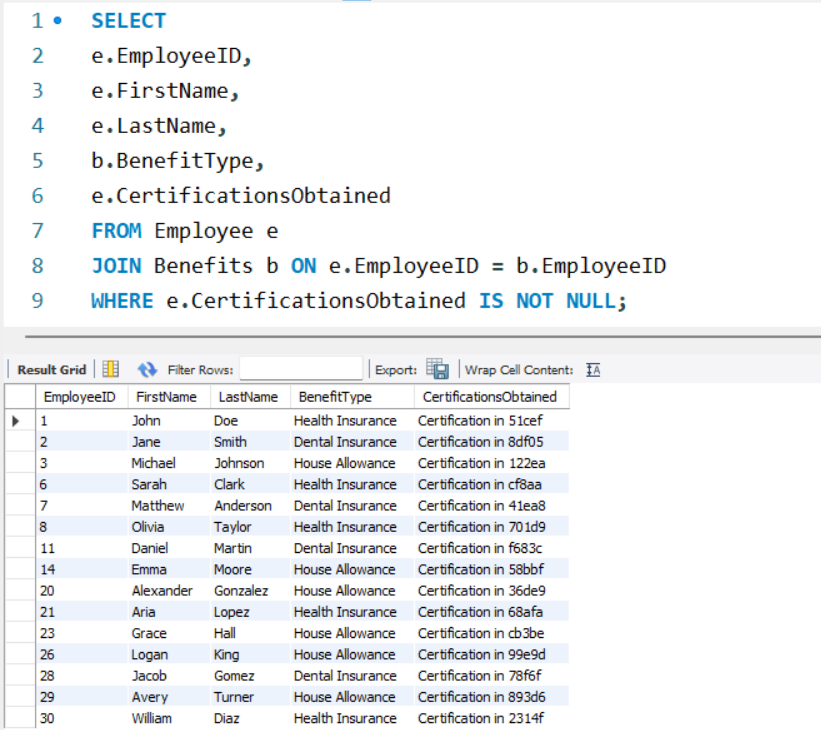 1 SELECT
2 e.EmployeeID,
3 e.FirstName,
4 e.LastName,
5 b.BenefitType,
6 e.CertificationsObtained
7 FROM Employee e
8 JOIN Benefits b ON e.EmployeeID = b.EmployeeID
9 WHERE e.CertificationsObtained IS NOT NULL;
Result Grid Filter Rows: Export: Wrap Cell Content: IA
EmployeeID FirstName LastName BenefitType CertificationsObtained
1 John Doe Health Insurance Certification in 51cef
2 Jane Smith Dental Insurance Certification in 8df05
3 Michael Johnson House Allowance Certification in 122ea
6 Sarah Clark Health Insurance Certification in cf8aa
7 Matthew Anderson Dental Insurance Certification in 41ea8
8 Olivia Taylor Health Insurance Certification in 701d9
11 Daniel Martin Dental Insurance Certification in f683c
14 Emma Moore House Allowance Certification in 58bbf
20 Alexander Gonzalez House Allowance Certification in 36de9
21 Aria Lopez Health Insurance Certification in 68afa
23 Grace Hall House Allowance Certification in cb3be
26 Logan King House Allowance Certification in 99e9d
28 Jacob Gomez Dental Insurance Certification in 78f6f
29 Avery Turner House Allowance Certification in 893d6
30 William Diaz Health Insurance Certification in 2314f